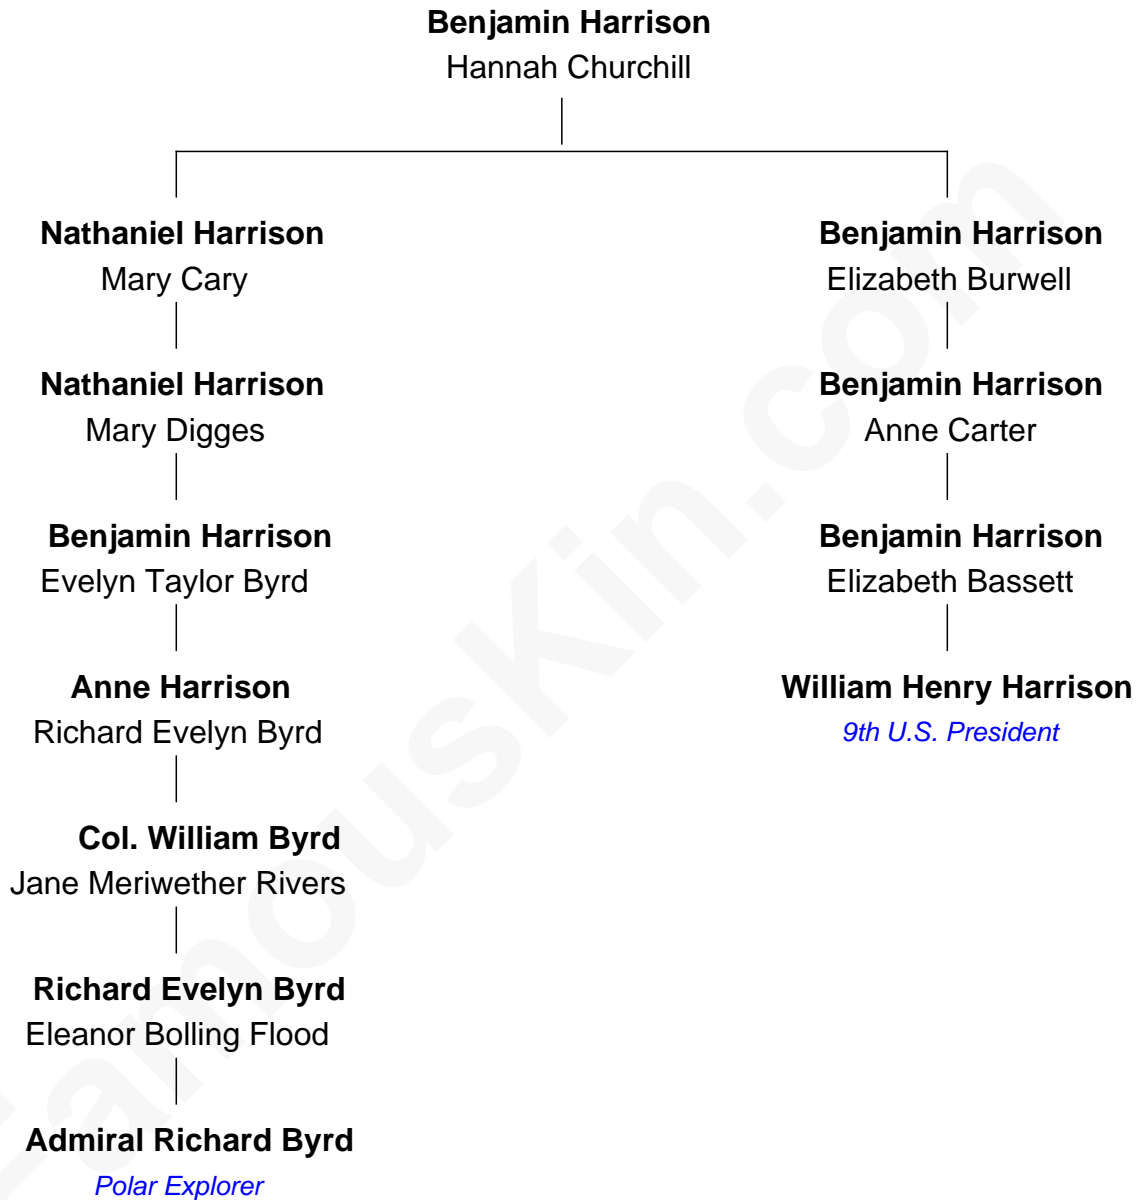 Benjamin Harrison
Hannah Churchill
Nathaniel Harrison
Mary Cary
Nathaniel Harrison
Mary Digges
Benjamin Harrison
Evelyn Taylor Byrd
Anne Harrison
Richard Evelyn Byrd
Col. William Byrd
Jane Meriwether Rivers
Richard Evelyn Byrd
Eleanor Bolling Flood
Admiral Richard Byrd
Polar Explorer
Benjamin Harrison
Elizabeth Burwell
Benjamin Harrison
Anne Carter
Benjamin Harrison
Elizabeth Bassett
William Henry Harrison
9th U.S. President
FamousKin.com